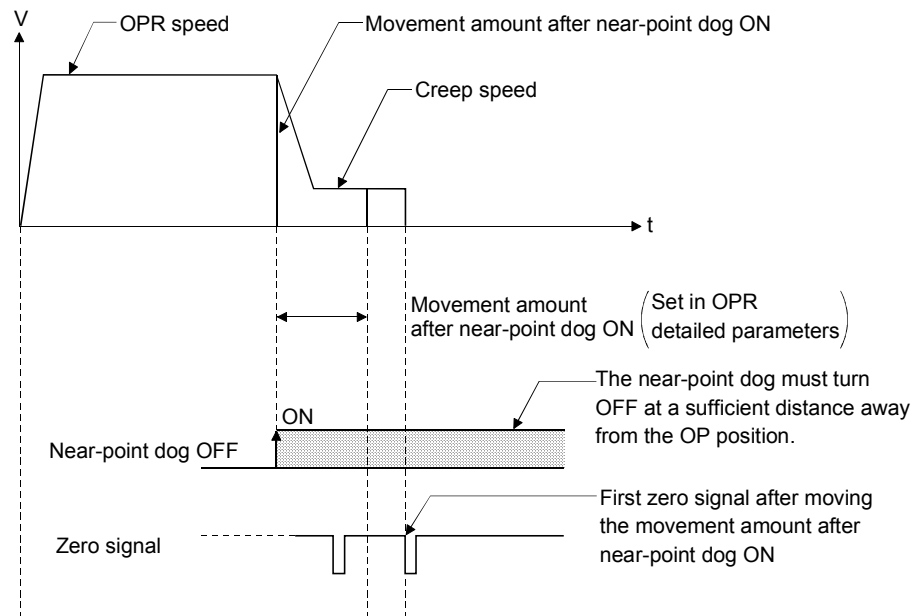 V
OPR speed
Movement amount after near-point dog ON
Creep speed
t
Movement amount
after near-point dog ON
Set in OPR
detailed parameters
The near-point dog must turn
OFF at a sufficient distance away
from the OP position.
ON
Near-point dog OFF
First zero signal after moving
the movement amount after
near-point dog ON
Zero signal